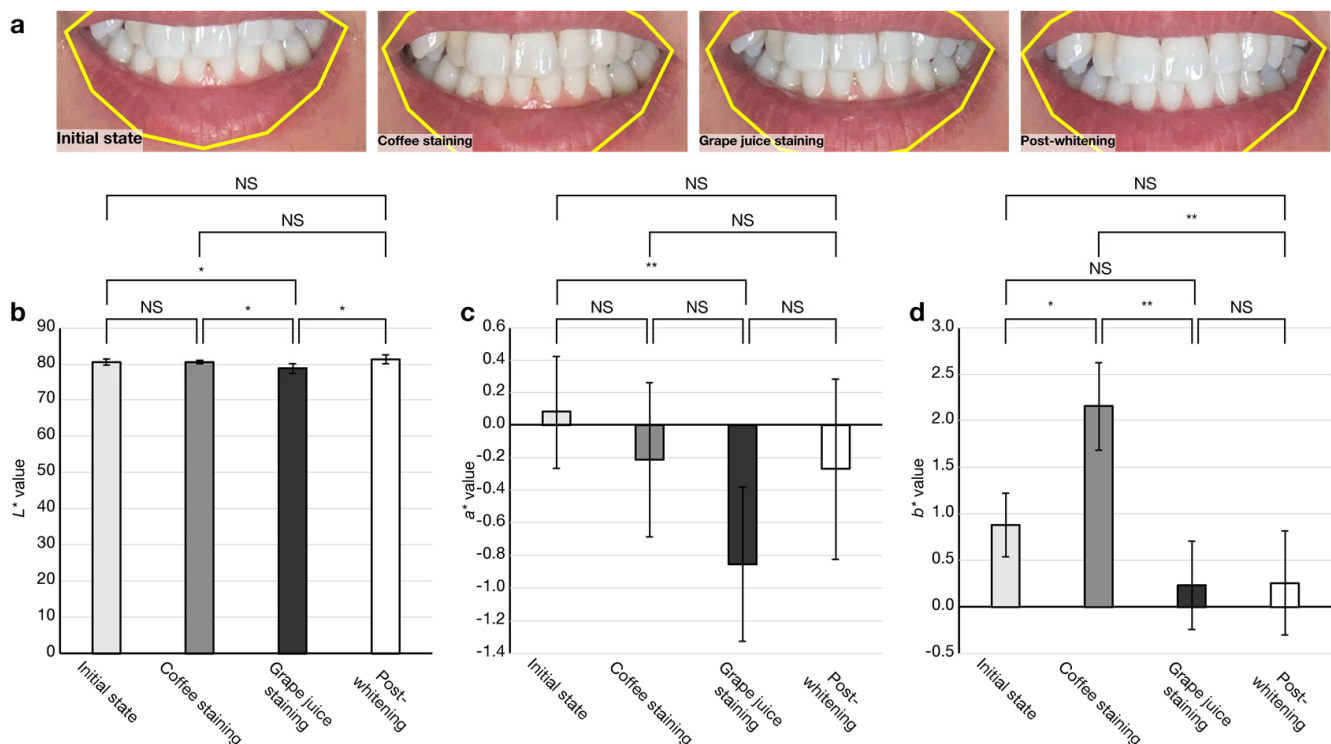 a
Initial state
Coffee staining
Grape juice staining
Post-whitening
NS
NS
*
NS
*
*
b
90
80
70
60
50
40
30
20
10
0
L* value
Initial state
Coffee staining
Grape juice
staining
Post-
whitening
NS
NS
**
NS
NS
NS
c
0.6
0.4
0.2
0.0
-0.2
-0.4
-0.6
-0.8
-1.0
-1.2
-1.4
a* value
Initial state
Coffee staining
Grape juice
staining
Post-
whitening
NS
**
NS
*
**
NS
d
3.0
2.5
2.0
1.5
1.0
0.5
0.0
-0.5
b* value
Initial state
Coffee staining
Grape juice
staining
Post-
whitening